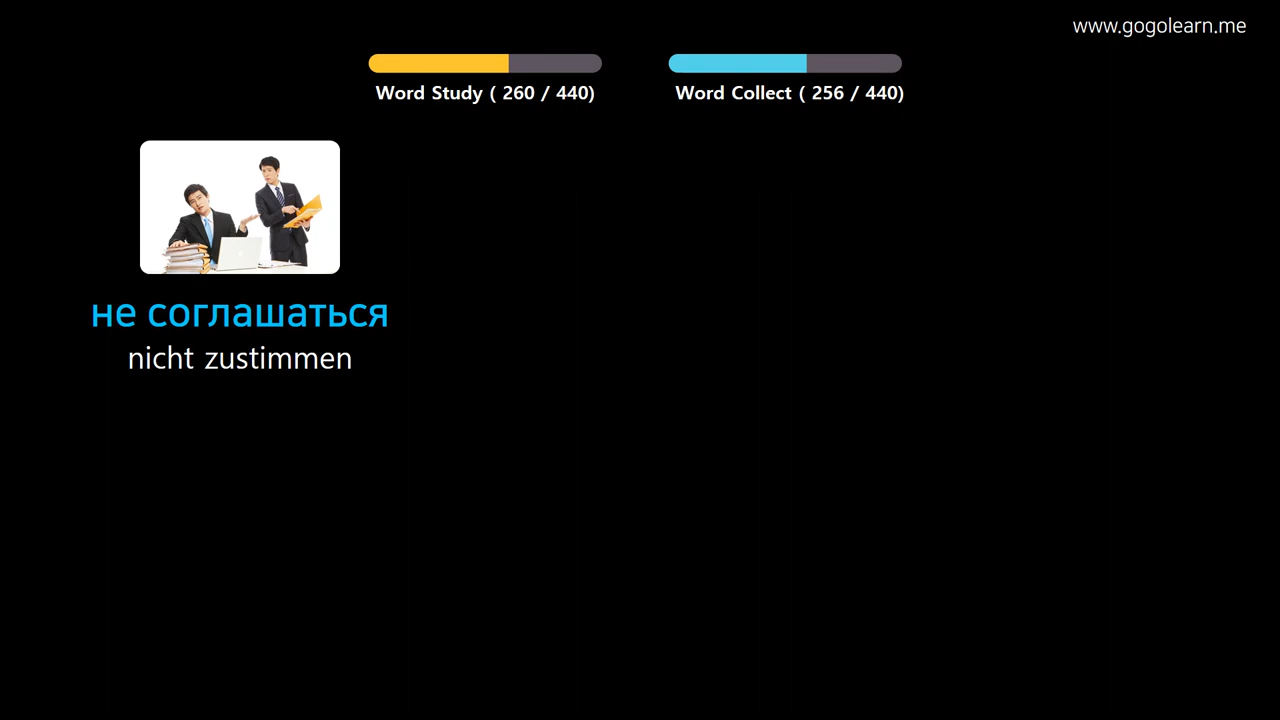 www.gogolearn.me
Word Study ( 260 / 440)
Word Collect ( 256 / 440)
не соглашаться
nicht zustimmen